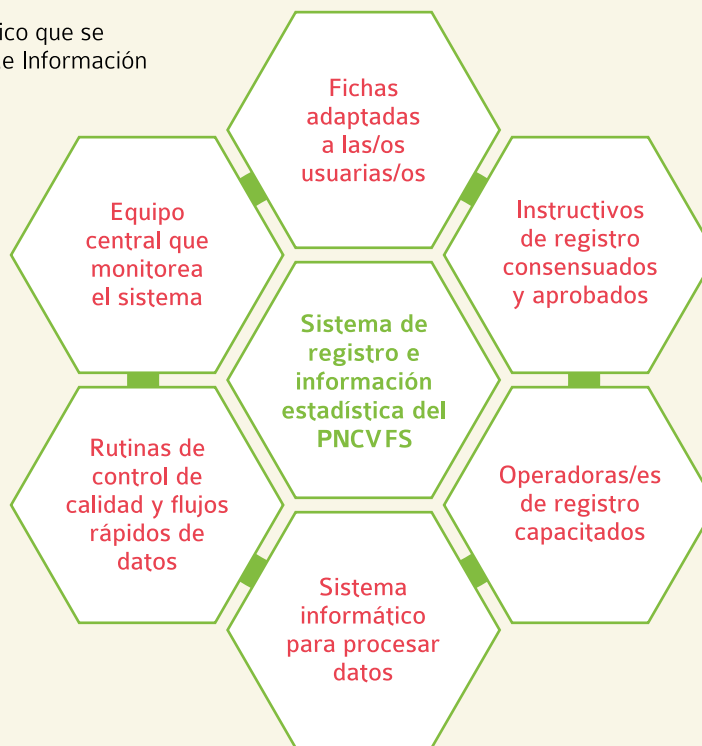 ico que se
e Información
Fichas
adaptadas
a las/os
usuarias/os
Equipo
central que
monitorea
el sistema
Instructivos
de registro
consensuados
y aprobados
Sistema de
registro e
información
estadística del
PNCVFS
Rutinas de
control de
calidad y flujos
rápidos de
datos
Operadoras/es
de registro
capacitados
Sistema
informático
para procesar
datos